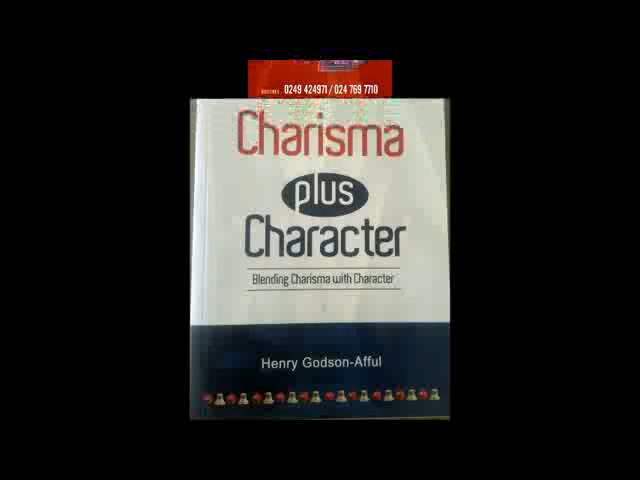 0249 424971 / 024 769 7710
Charisma
plus
Character
Blending Charisma with Character
Henry Godson-Afful